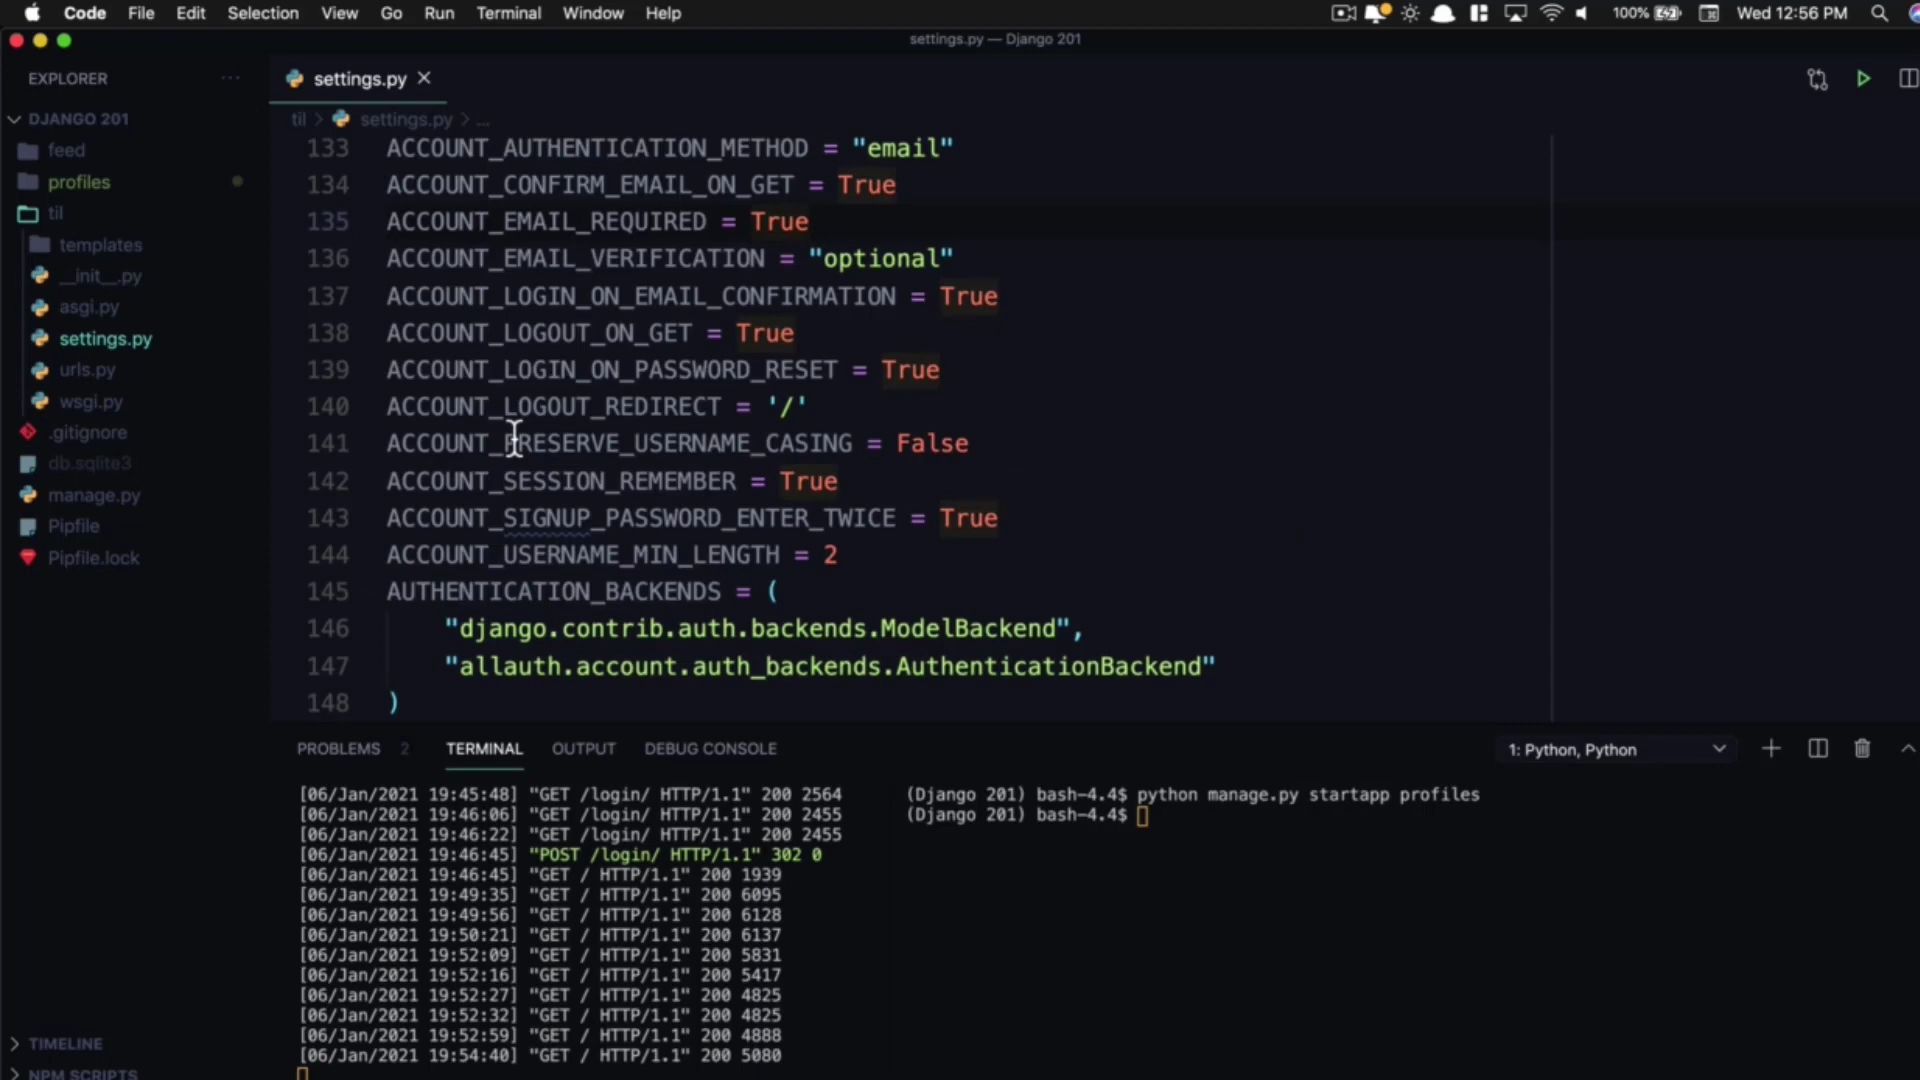 Code File Edit Selection View Go Run Terminal Window Help 100% Wed 12:56 PM
settings.py — Django 201
EXPLORER
settings.py
DJANGO 201
til > settings.py > ...
feed
profiles
til
templates
__init__.py
asgi.py
settings.py
urls.py
wsgi.py
.gitignore
db.sqlite3
manage.py
Pipfile
Pipfile.lock
TIMELINE
NPM SCRIPTS
133 ACCOUNT_AUTHENTICATION_METHOD = "email"
134 ACCOUNT_CONFIRM_EMAIL_ON_GET = True
135 ACCOUNT_EMAIL_REQUIRED = True
136 ACCOUNT_EMAIL_VERIFICATION = "optional"
137 ACCOUNT_LOGIN_ON_EMAIL_CONFIRMATION = True
138 ACCOUNT_LOGOUT_ON_GET = True
139 ACCOUNT_LOGIN_ON_PASSWORD_RESET = True
140 ACCOUNT_LOGOUT_REDIRECT = '/'
141 ACCOUNT_PRESERVE_USERNAME_CASING = False
142 ACCOUNT_SESSION_REMEMBER = True
143 ACCOUNT_SIGNUP_PASSWORD_ENTER_TWICE = True
144 ACCOUNT_USERNAME_MIN_LENGTH = 2
145 AUTHENTICATION_BACKENDS = (
146 "django.contrib.auth.backends.ModelBackend",
147 "allauth.account.auth_backends.AuthenticationBackend"
148 )
PROBLEMS 2 TERMINAL OUTPUT DEBUG CONSOLE 1: Python, Python
[06/Jan/2021 19:45:48] "GET /login/ HTTP/1.1" 200 2564
[06/Jan/2021 19:46:06] "GET /login/ HTTP/1.1" 200 2455
[06/Jan/2021 19:46:22] "GET /login/ HTTP/1.1" 200 2455
[06/Jan/2021 19:46:45] "POST /login/ HTTP/1.1" 302 0
[06/Jan/2021 19:46:45] "GET / HTTP/1.1" 200 1939
[06/Jan/2021 19:49:35] "GET / HTTP/1.1" 200 6095
[06/Jan/2021 19:49:56] "GET / HTTP/1.1" 200 6128
[06/Jan/2021 19:50:21] "GET / HTTP/1.1" 200 6137
[06/Jan/2021 19:52:09] "GET / HTTP/1.1" 200 5831
[06/Jan/2021 19:52:16] "GET / HTTP/1.1" 200 5417
[06/Jan/2021 19:52:27] "GET / HTTP/1.1" 200 4825
[06/Jan/2021 19:52:32] "GET / HTTP/1.1" 200 4825
[06/Jan/2021 19:52:59] "GET / HTTP/1.1" 200 4888
[06/Jan/2021 19:54:40] "GET / HTTP/1.1" 200 5080
(Django 201) bash-4.4$ python manage.py startapp profiles
(Django 201) bash-4.4$